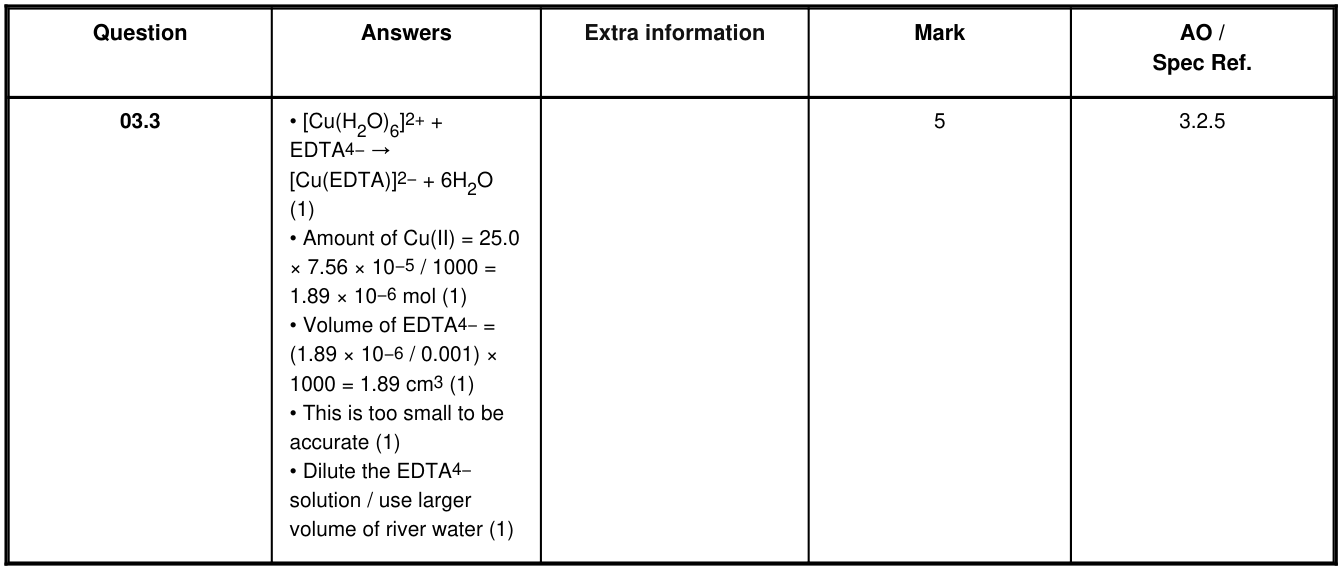 Question Answers Extra information Mark AO /
Spec Ref.
03.3 • [Cu(H2O)6]2+ + 5 3.2.5
EDTA4– →
[Cu(EDTA)]2– + 6H2O
(1)
• Amount of Cu(II) = 25.0
× 7.56 × 10–5 / 1000 =
1.89 × 10–6 mol (1)
• Volume of EDTA4– =
(1.89 × 10–6 / 0.001) ×
1000 = 1.89 cm3 (1)
• This is too small to be
accurate (1)
• Dilute the EDTA4–
solution / use larger
volume of river water (1)